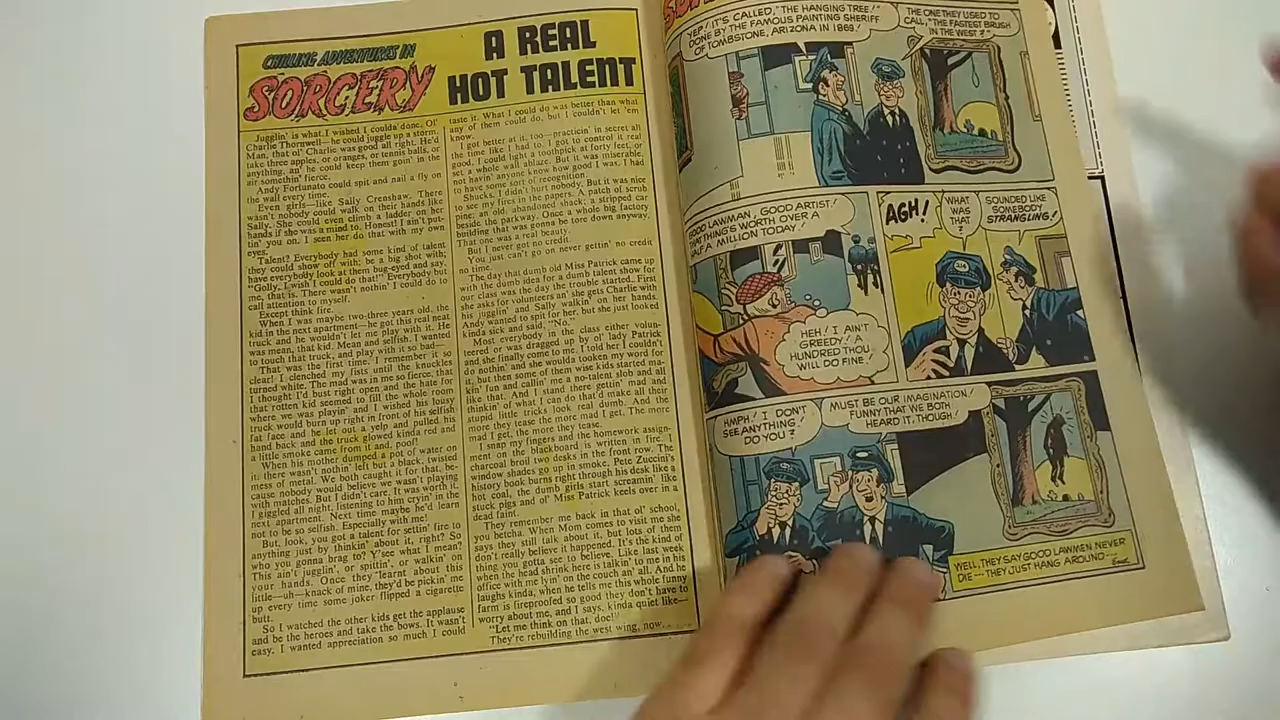 CHILLING ADVENTURES IN
SORCERY
A REAL
HOT TALENT
Jugglin' is what I wished I coulda' done. Ol'
Charlie Thornwell—he could juggle up a storm.
Man, that ol' Charlie was good all right. He'd
take three apples, or oranges, or tennis balls, or
anything, an' he could keep them goin' in the
air somethin' fierce.
Andy Fortunato could spit and nail a fly on
the wall every time.
Even girls—like Sally Crenshaw. There
wasn't nobody could walk on their hands like
Sally. She could even climb a ladder on her
hands if she was a mind to. Honest! I ain't put-
tin' you on. I seen her do that with my own
eyes.
Talent? Everybody had some kind of talent
they could show off with; be a big shot with;
have everybody look at them bug-eyed and say,
"Golly, I wish I could do that!" Everybody but
me, that is. There wasn't nothin' I could do to
call attention to myself.
Except think fire.
When I was maybe two-three years old, the
kid in the next apartment—he got this real neat
truck and he wouldn't let me play with it. He
was mean, that kid. Mean and selfish. I wanted
to touch that truck, and play with it so bad—
That was the first time. I remember it so
clear! I clenched my fists until the knuckles
turned white. The mad was in me so fierce, that
I thought I'd bust right open and the hate for
that rotten kid seemed to fill the whole room
where we was playin' and I wished his lousy
truck would burn up right in front of his selfish
fat face and he let out a yelp and pulled his
hand back and the truck glowed kinda red and
a little smoke came from it and, poof!
When his mother dumped a pot of water on
it, there wasn't nothin' left but a black, twisted
mess of metal. We both caught it for that, be-
cause nobody would believe we wasn't playing
with matches. But I didn't care. It was worth it.
I giggled all night, listening to him cryin' in the
next apartment. Next time maybe he'd learn
not to be so selfish. Especially with me!
But, look, you got a talent for settin' fire to
anything just by thinkin' about it, right? So
who you gonna brag to? Y'see what I mean?
This ain't jugglin', or spittin', or walkin' on
your hands. Once they learnt about this
little—uh—knack of mine, they'd be pickin' me
up every time some joker flipped a cigarette
butt.
So I watched the other kids get the applause
and be the heroes and take the bows. It wasn't
easy. I wanted appreciation so much I could
taste it. What I could do was better than what
any of them could do, but I couldn't let 'em
know.
I got better at it, too—practicin' in secret all
the time like I had to. I got to control it real
good. I could light a toothpick at forty feet, or
set a whole wall ablaze. But it was miserable,
not havin' anyone know how good I was. I had
to have some sort of recognition.
Shucks. I didn't hurt nobody. But it was nice
to see my fires in the papers. A patch of scrub
pine; an old, abandoned shack; a stripped car
beside the parkway. Once a whole big factory
building that was gonna be tore down anyway.
That one was a real beauty.
But I never got no credit.
You just can't go on never gettin' no credit
no time.
The day that dumb old Miss Patrick came up
with the dumb idea for a dumb talent show for
our class was the day the trouble started. First
she asks for volunteers an' she gets Charlie with
his jugglin' and Sally walkin' on her hands.
Andy wanted to spit for her, but she just looked
kinda sick and said, "No."
Most everybody in the class either volun-
teered or was dragged up by ol' lady Patrick
and she finally come to me. I told her I couldn't
do nothin' and she woulda tooken my word for
it, but then some of them wise kids started ma-
kin' fun and callin' me a no-talent slob and all
like that. And I stand there gettin' mad and
thinkin' of what I can do that'd make all their
stupid little tricks look real dumb. And the
more they tease the more mad I get. The more
mad I get, the more they tease.
I snap my fingers and the homework assign-
ment on the blackboard is written in fire. I
charcoal broil two desks in the front row. The
window shades go up in smoke. Pete Zuccini's
history book burns right through his desk like a
hot coal, the dumb girls start screamin' like
stuck pigs and ol' Miss Patrick keels over in a
dead faint.
They remember me back in that ol' school,
you betcha. When Mom comes to visit me she
says they still talk about it, but lots of them
don't really believe it happened. It's the kind of
thing you gotta see to believe. Like last week
when the head shrink here is talkin' to me in his
office with me lyin' on the couch an' all. And he
laughs kinda, when he tells me this whole funny
farm is fireproofed so good they don't have to
worry about me, and I says, kinda quiet like—
"Let me think on that, doc!"
They're rebuilding the west wing, now.
YEP! IT'S CALLED, "THE HANGING TREE!"
DONE BY THE FAMOUS PAINTING SHERIFF
OF TOMBSTONE, ARIZONA IN 1869!
THE ONE THEY USED TO
CALL, "THE FASTEST BRUSH
IN THE WEST?"
GOOD LAWMAN, GOOD ARTIST!
THAT THING'S WORTH OVER A
HALF A MILLION TODAY!
HEH! I AIN'T
GREEDY! A
HUNDRED THOU
WILL DO FINE!
AGH!
WHAT
WAS
THAT
?
SOUNDED LIKE
SOMEBODY
STRANGLING!
HMPH! I DON'T
SEE ANYTHING!
DO YOU?
MUST BE OUR IMAGINATION!
FUNNY THAT WE BOTH
HEARD IT, THOUGH!
WELL, THEY SAY GOOD LAWMEN NEVER
DIE---THEY JUST HANG AROUND---